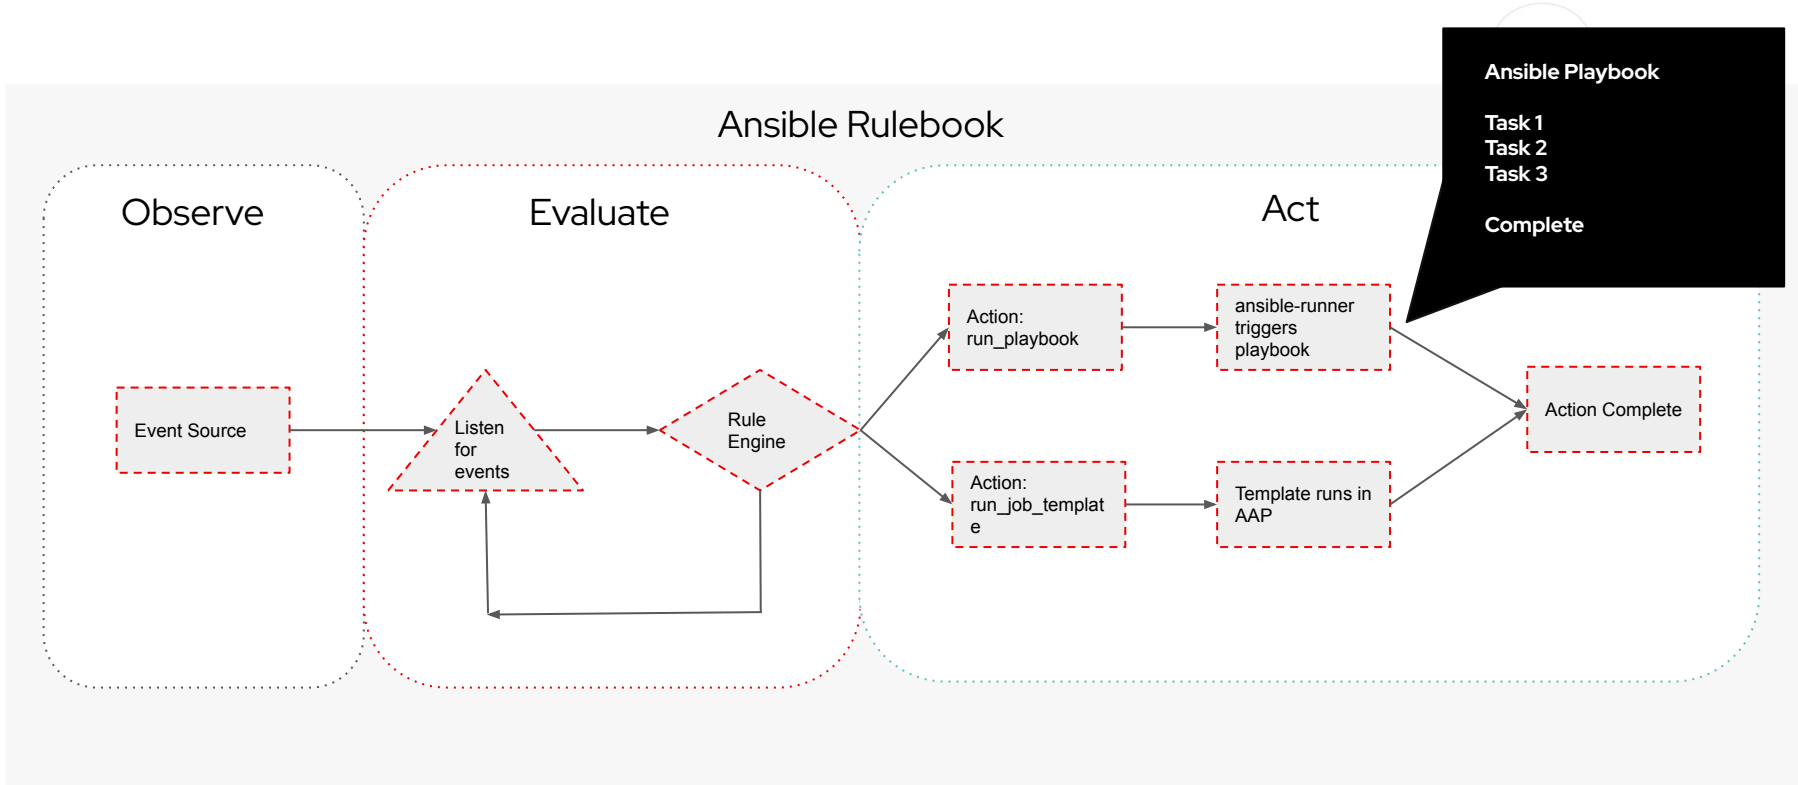 Ansible Playbook
Task 1
Task 2
Task 3
Complete
Ansible Rulebook
Observe
Evaluate
Act
Event Source
Listen
for
events
Rule
Engine
Action:
run_playbook
ansible-runner
triggers
playbook
Action:
run_job_templat
e
Template runs in
AAP
Action Complete